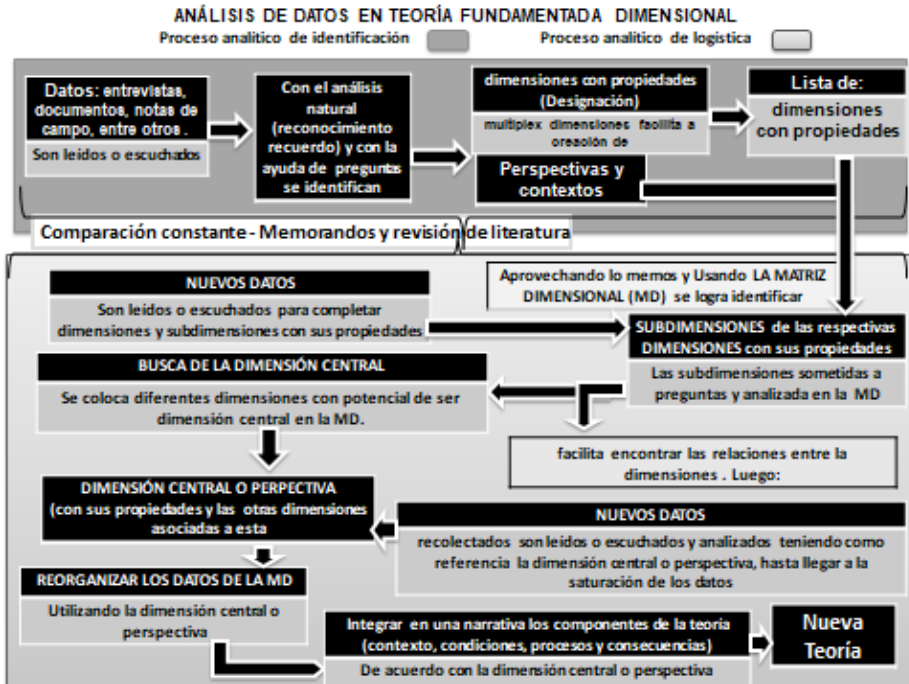 ANÁLISIS DE DATOS EN TEORÍA FUNDAMENTADA DIMENSIONAL
Proceso analítico de identificación
Proceso analítico de logistica
Datos: entrevistas,
documentos, notas de
campo, entre otros.
Son leídos o escuchados
Con el análisis
natural
(reconocimiento
recuerdo) y con la
ayuda de preguntas
se identifican
dimensiones con propiedades
(Designación)
multiplex dimensiones facilita a
creación de
Perspectivas y
contextos
Lista de:
dimensiones
con propiedades
Comparación constante - Memorandos y revisión de literatura
NUEVOS DATOS
Son leídos o escuchados para completar
dimensiones y subdimensiones con sus propiedades
Aprovechando lo memos y Usando LA MATRIZ
DIMENSIONAL (MD) se logra identificar
SUBDIMENSIONES de las respectivas
DIMENSIONES con sus propiedades
Las subdimensiones sometidas a
preguntas y analizada en la MD
BUSCA DE LA DIMENSIÓN CENTRAL
Se coloca diferentes dimensiones con potencial de ser
dimensión central en la MD.
facilita encontrar las relaciones entre la
dimensiones . Luego:
DIMENSIÓN CENTRAL O PERPECTIVA
(con sus propiedades y las otras dimensiones
asociadas a esta
NUEVOS DATOS
recolectados son leídos o escuchados y analizados teniendo como
referencia la dimensión central o perspectiva, hasta llegar a la
saturación de los datos
REORGANIZAR LOS DATOS DE LA MD
Utilizando la dimensión central o
perspectiva
Integrar en una narrativa los componentes de la teoría
(contexto, condiciones, procesos y consecuencias)
De acuerdo con la dimensión central o perspectiva
Nueva
Teoría